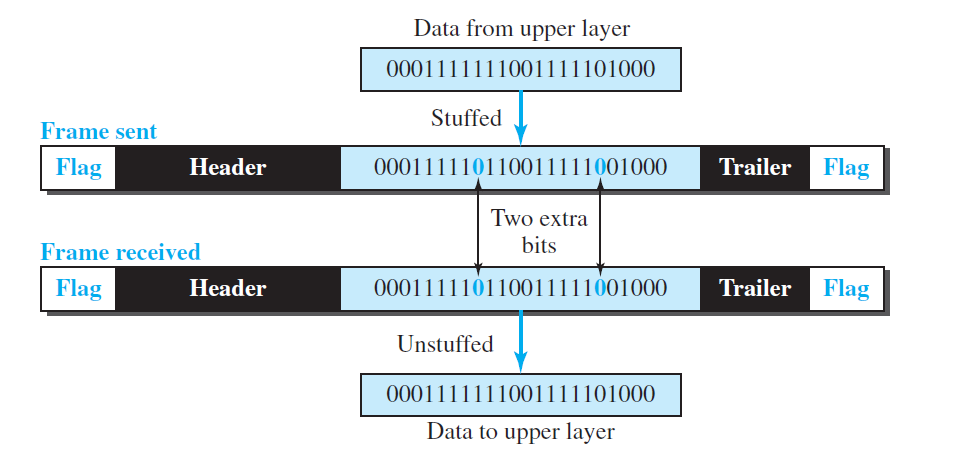 Data from upper layer
0001111111001111101000
Stuffed
Frame sent
Flag Header 000111110110011111001000 Trailer Flag
Two extra
bits
Frame received
Flag Header 000111110110011111001000 Trailer Flag
Unstuffed
0001111111001111101000
Data to upper layer